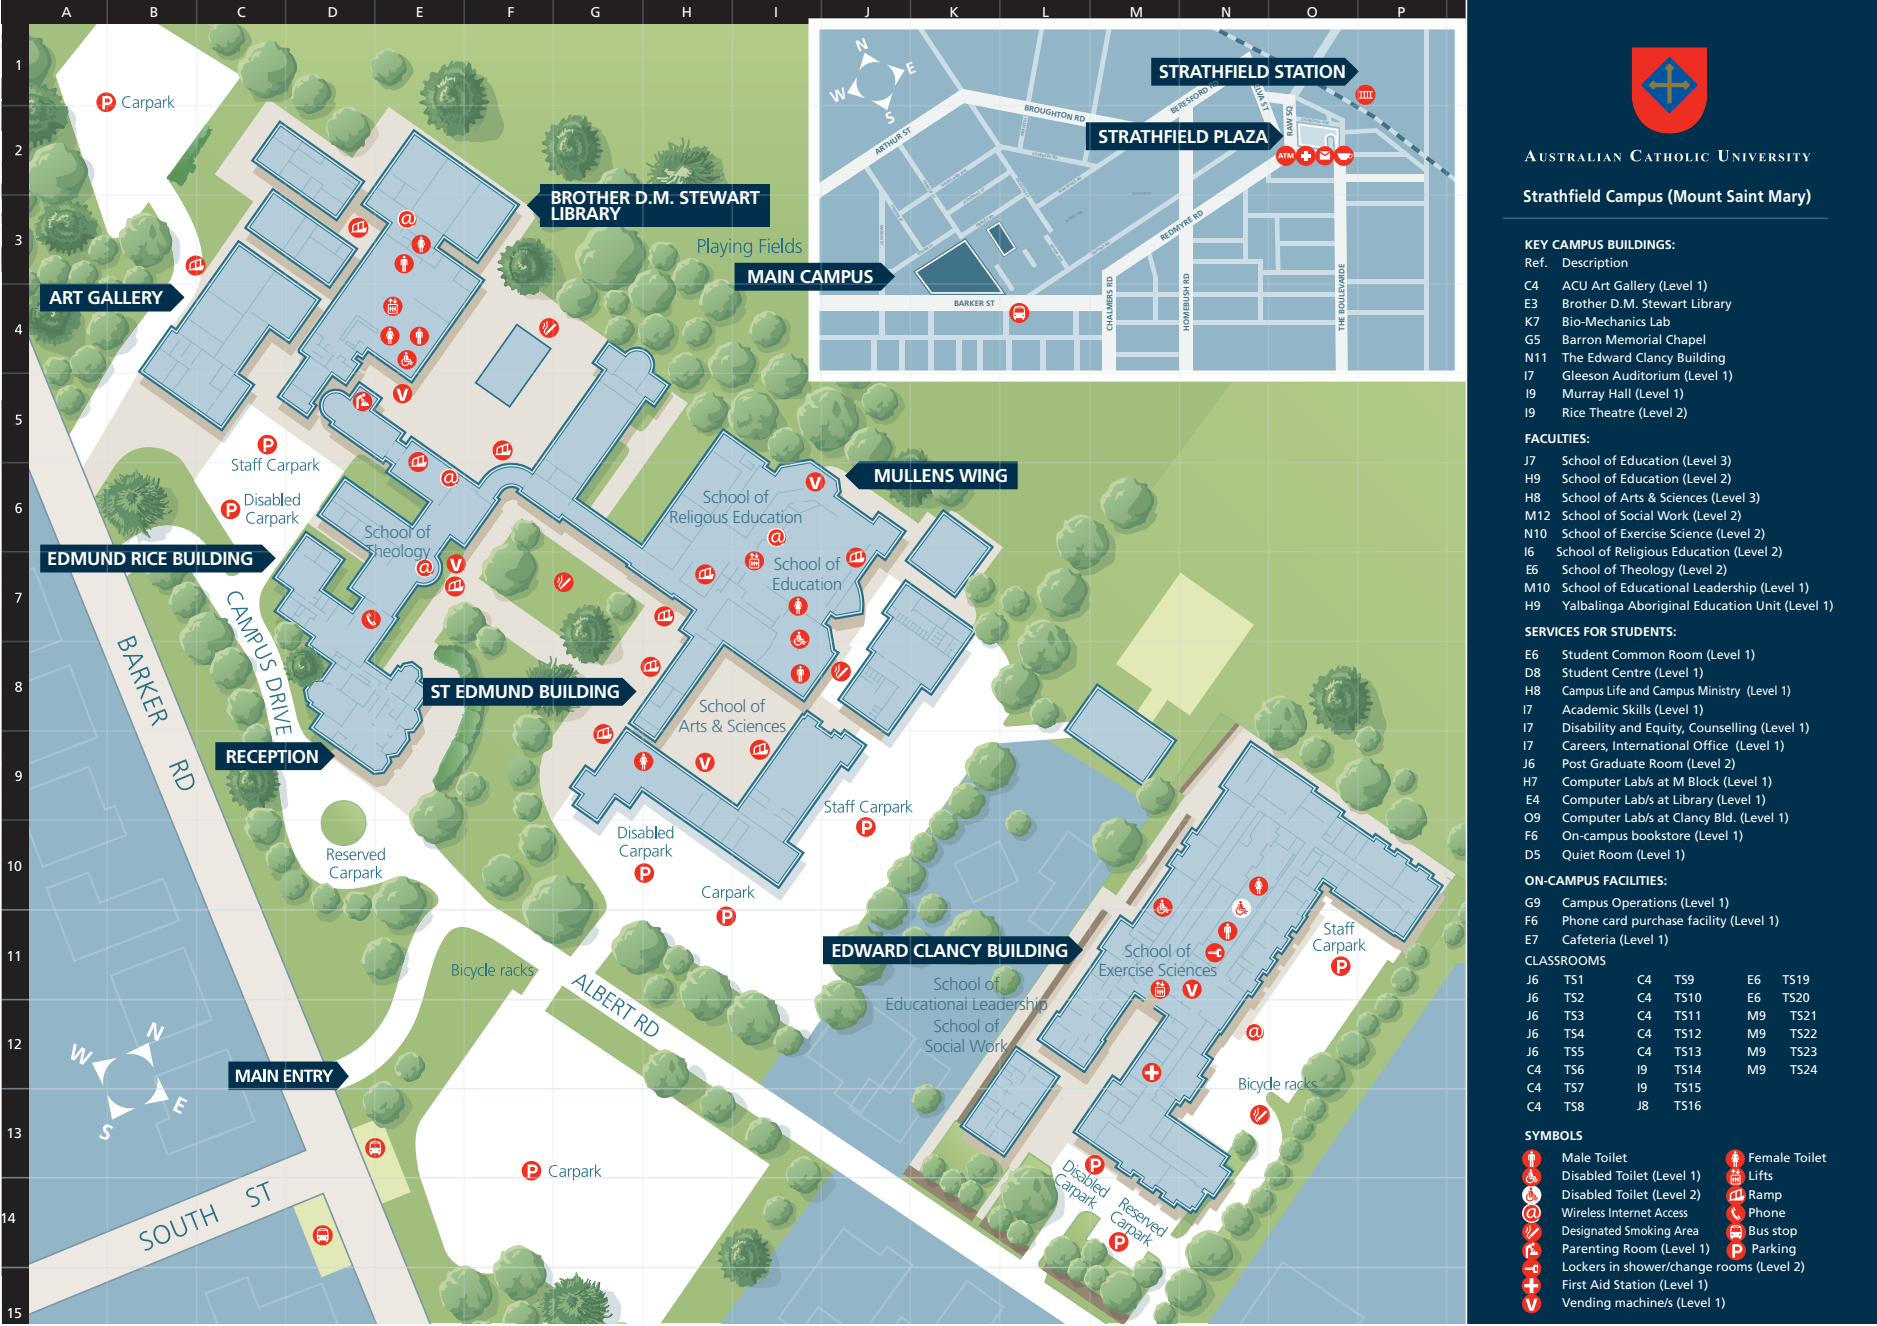 A B C D E F G H I J K L M N O P
1
2
3
4
5
6
7
8
9
10
11
12
13
14
15
Carpark
BROTHER D.M. STEWART
LIBRARY
Playing Fields
ART GALLERY
N
E
W
S
STRATHFIELD STATION
STRATHFIELD PLAZA
MAIN CAMPUS
ARTHUR ST
BROUGHTON RD
BERESFORD RD
RAW SQ
ATM
REDMYRE RD
BARKER ST
CHALMERS RD
HOMEBUSH RD
THE BOULEVARDE
Staff Carpark
Disabled
Carpark
MULLENS WING
School of
Religous Education
School of
Theology
School of
Education
EDMUND RICE BUILDING
CAMPUS DRIVE
BARKER RD
ST EDMUND BUILDING
School of
Arts & Sciences
RECEPTION
Staff Carpark
Disabled
Carpark
Reserved
Carpark
Carpark
EDWARD CLANCY BUILDING
School of
Exercise Sciences
Staff
Carpark
School of
Educational Leadership
School of
Social Work
Bicycle racks
ALBERT RD
N
W
E
S
MAIN ENTRY
Bicycle racks
Carpark
SOUTH ST
Disabled
Carpark
Reserved
Carpark
AUSTRALIAN CATHOLIC UNIVERSITY
Strathfield Campus (Mount Saint Mary)
KEY CAMPUS BUILDINGS:
Ref. Description
C4 ACU Art Gallery (Level 1)
E3 Brother D.M. Stewart Library
K7 Bio-Mechanics Lab
G5 Barron Memorial Chapel
N11 The Edward Clancy Building
I7 Gleeson Auditorium (Level 1)
I9 Murray Hall (Level 1)
I9 Rice Theatre (Level 2)
FACULTIES:
J7 School of Education (Level 3)
H9 School of Education (Level 2)
H8 School of Arts & Sciences (Level 3)
M12 School of Social Work (Level 2)
N10 School of Exercise Science (Level 2)
I6 School of Religious Education (Level 2)
E6 School of Theology (Level 2)
M10 School of Educational Leadership (Level 1)
H9 Yalbalinga Aboriginal Education Unit (Level 1)
SERVICES FOR STUDENTS:
E6 Student Common Room (Level 1)
D8 Student Centre (Level 1)
H8 Campus Life and Campus Ministry (Level 1)
I7 Academic Skills (Level 1)
I7 Disability and Equity, Counselling (Level 1)
I7 Careers, International Office (Level 1)
J6 Post Graduate Room (Level 2)
H7 Computer Lab/s at M Block (Level 1)
E4 Computer Lab/s at Library (Level 1)
O9 Computer Lab/s at Clancy Bld. (Level 1)
F6 On-campus bookstore (Level 1)
D5 Quiet Room (Level 1)
ON-CAMPUS FACILITIES:
G9 Campus Operations (Level 1)
F6 Phone card purchase facility (Level 1)
E7 Cafeteria (Level 1)
CLASSROOMS
J6 TS1 C4 TS9 E6 TS19
J6 TS2 C4 TS10 E6 TS20
J6 TS3 C4 TS11 M9 TS21
J6 TS4 C4 TS12 M9 TS22
J6 TS5 C4 TS13 M9 TS23
C4 TS6 I9 TS14 M9 TS24
C4 TS7 I9 TS15
C4 TS8 J8 TS16
SYMBOLS
Male Toilet Female Toilet
Disabled Toilet (Level 1) Lifts
Disabled Toilet (Level 2) Ramp
@ Wireless Internet Access Phone
Designated Smoking Area Bus stop
Parenting Room (Level 1) P Parking
Lockers in shower/change rooms (Level 2)
First Aid Station (Level 1)
V Vending machine/s (Level 1)